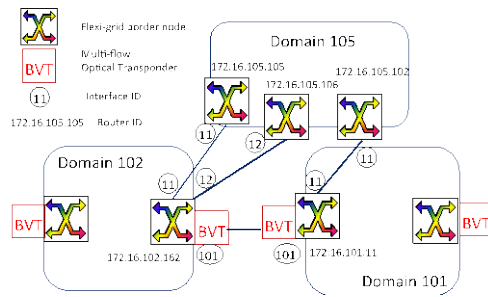 Flexi-grid border node
BVT
Multi-flow
Optical Transponder
11
Interface ID
172.16.105.105
Router ID
Domain 105
172.16.105.105
172.16.105.106
172.16.105.102
11
12
11
Domain 102
11
12
11
BVT
BVT
101
172.16.102.162
BVT
101
172.16.101.11
BVT
Domain 101